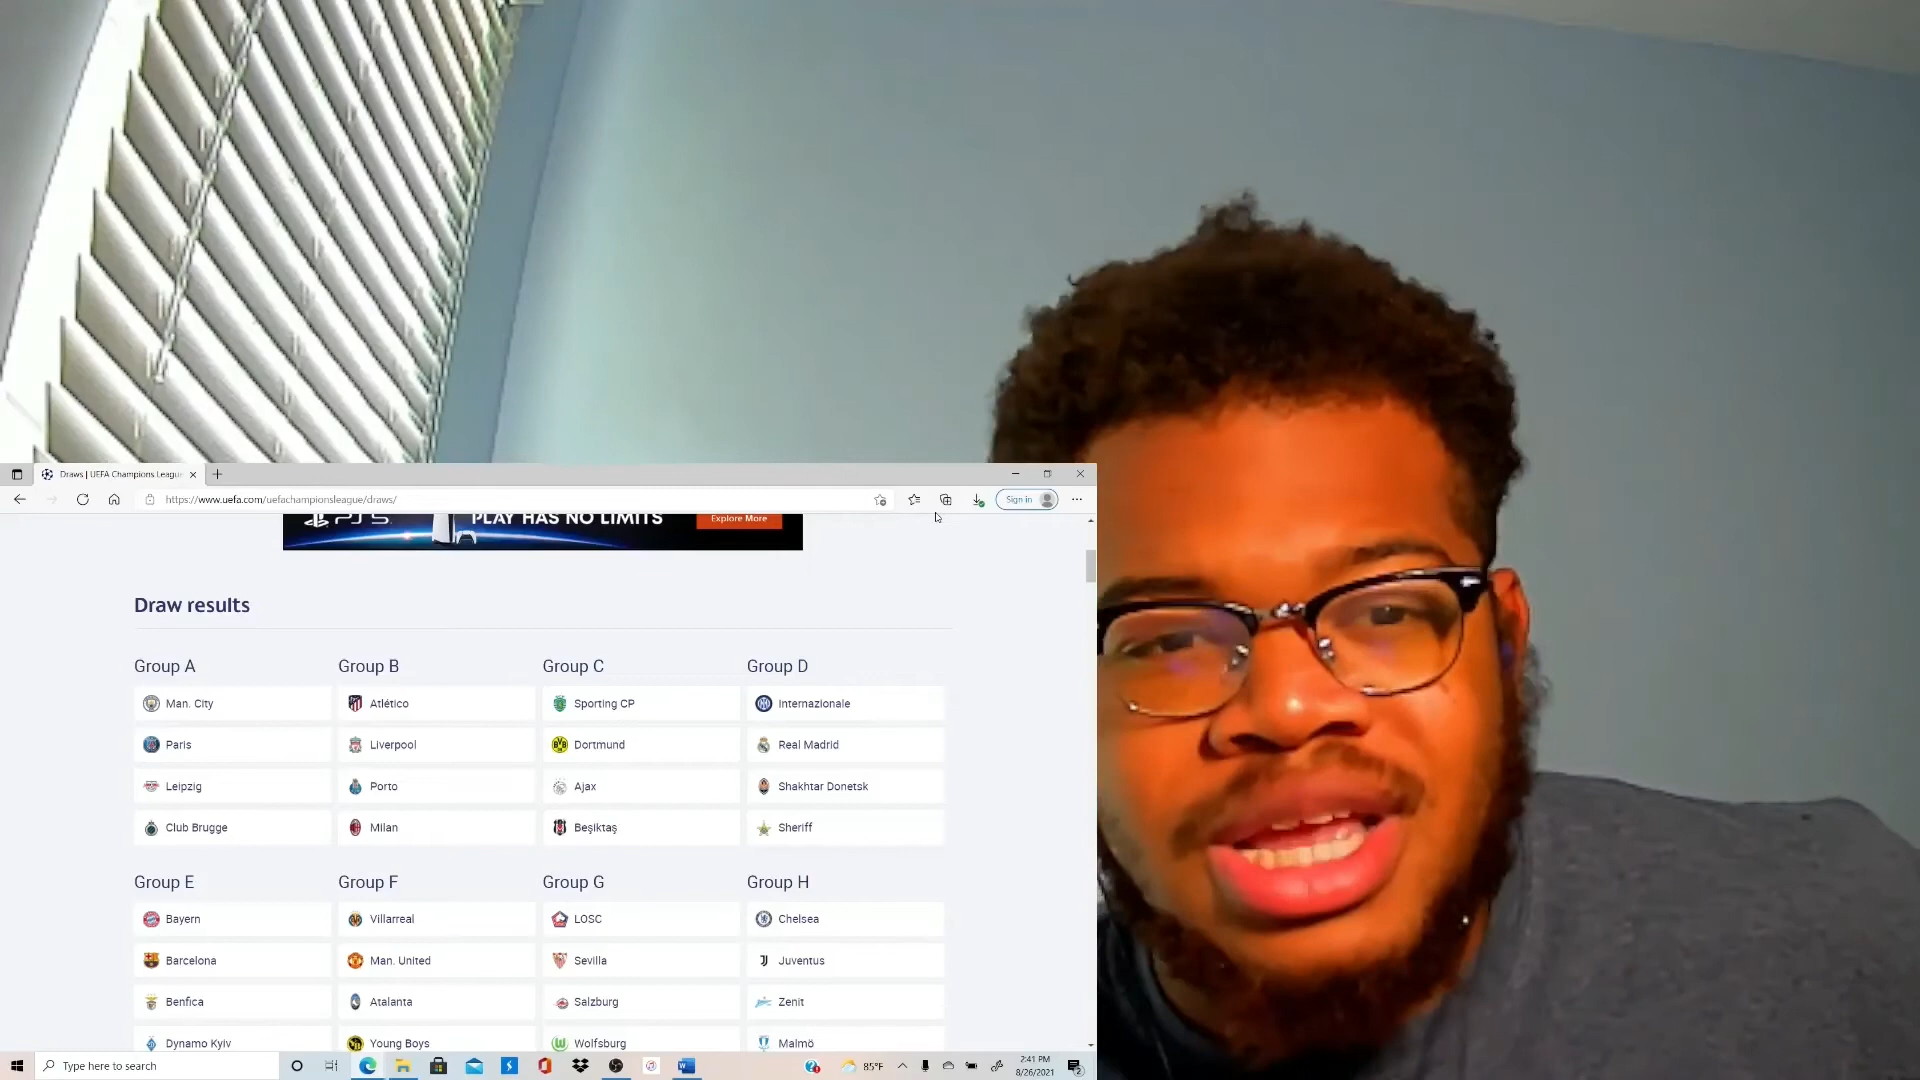 Draws | UEFA Champions League
https://www.uefa.com/uefachampionsleague/draws/
Sign in
PS5
PLAY HAS NO LIMITS
Explore More
Draw results
Group A
Man. City
Paris
Leipzig
Club Brugge
Group B
Atlético
Liverpool
Porto
Milan
Group C
Sporting CP
Dortmund
Ajax
Beşiktaş
Group D
Internazionale
Real Madrid
Shakhtar Donetsk
Sheriff
Group E
Bayern
Barcelona
Benfica
Dynamo Kyiv
Group F
Villarreal
Man. United
Atalanta
Young Boys
Group G
LOSC
Sevilla
Salzburg
Wolfsburg
Group H
Chelsea
Juventus
Zenit
Malmö
Type here to search
85°F
2:41 PM
8/26/2021